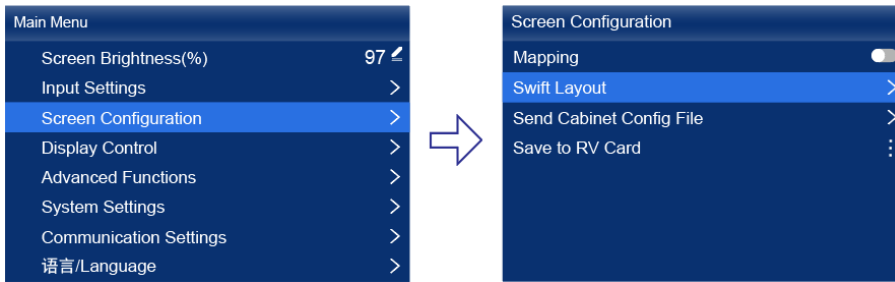 Main Menu
Screen Brightness(%) 97
Input Settings
Screen Configuration
Display Control
Advanced Functions
System Settings
Communication Settings
语言/Language
Screen Configuration
Mapping
Swift Layout
Send Cabinet Config File
Save to RV Card